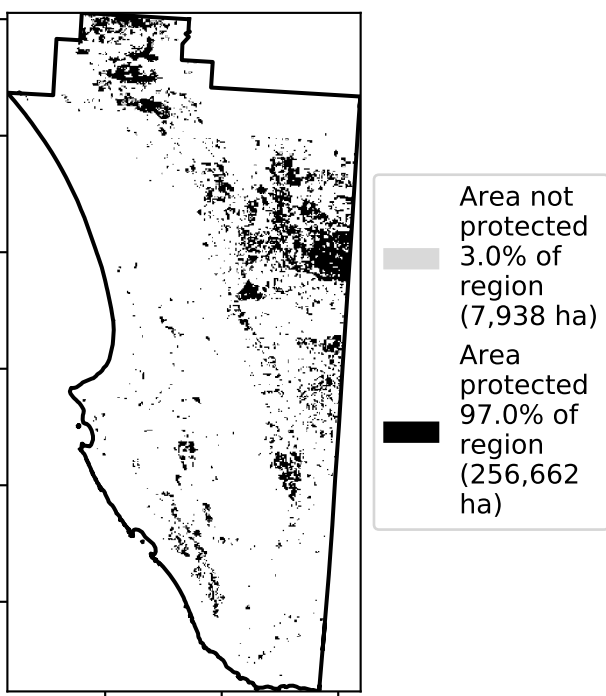 Area not
protected
3.0% of
region
(7,938 ha)
Area
protected
97.0% of
region
(256,662
ha)